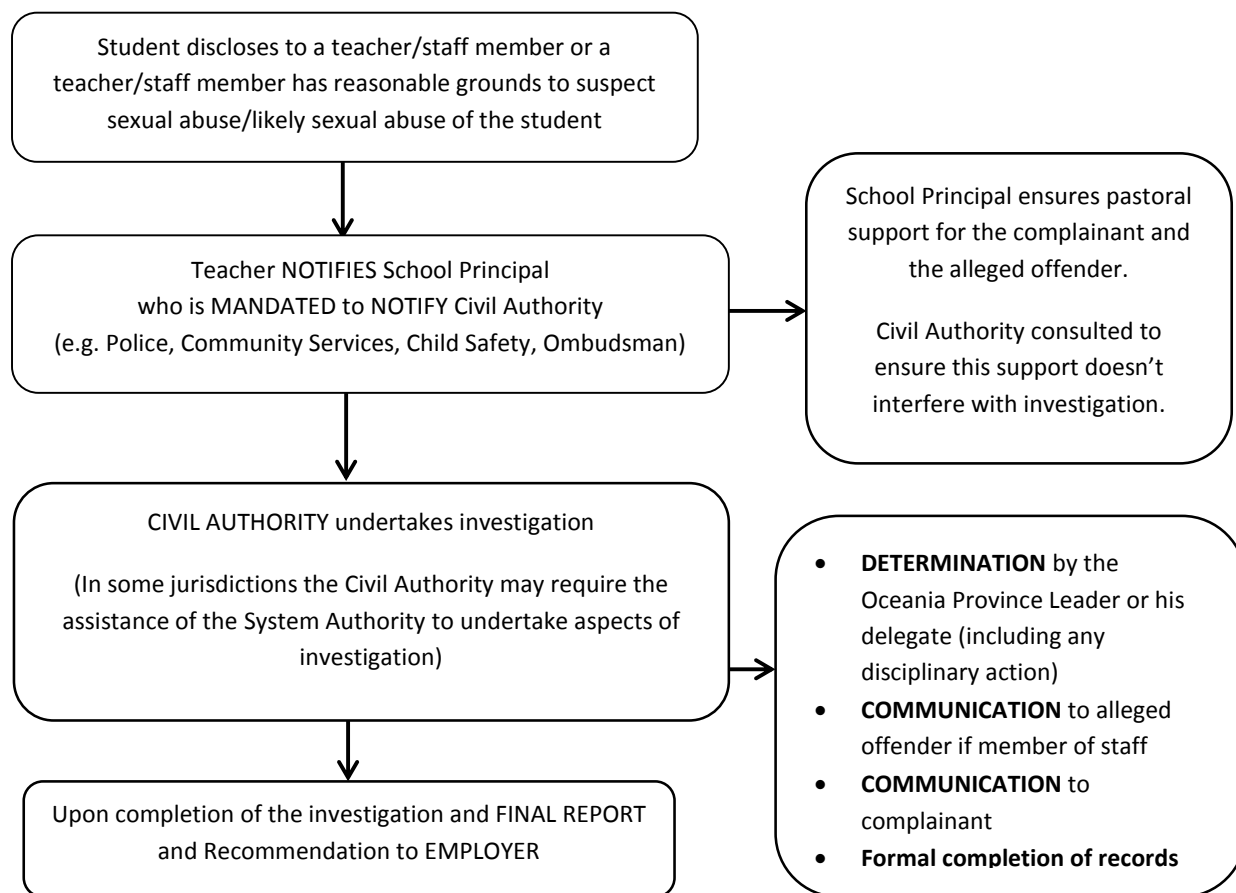 Student discloses to a teacher/staff member or a
teacher/staff member has reasonable grounds to suspect
sexual abuse/likely sexual abuse of the student
Teacher NOTIFIES School Principal
who is MANDATED to NOTIFY Civil Authority
(e.g. Police, Community Services, Child Safety, Ombudsman)
School Principal ensures pastoral
support for the complainant and
the alleged offender.
Civil Authority consulted to
ensure this support doesn’t
interfere with investigation.
CIVIL AUTHORITY undertakes investigation
(In some jurisdictions the Civil Authority may require the
assistance of the System Authority to undertake aspects of
investigation)
• DETERMINATION by the
Oceania Province Leader or his
delegate (including any
disciplinary action)
• COMMUNICATION to alleged
offender if member of staff
• COMMUNICATION to
complainant
• Formal completion of records
Upon completion of the investigation and FINAL REPORT
and Recommendation to EMPLOYER